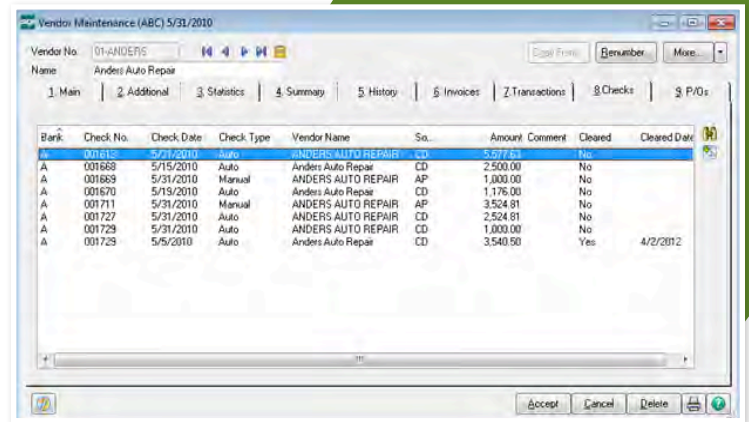 Vendor Maintenance (ABC) 5/31/2010
Vendor No. 01-ANDERS Copy From... Renumber... More...
Name Anders Auto Repair
1. Main 2. Additional 3. Statistics 4. Summary 5. History 6. Invoices 7. Transactions 8. Checks 9. P/Os
Bank Check No. Check Date Check Type Vendor Name So... Amount Comment Cleared Cleared Date
A 001613 5/31/2010 Auto ANDERS AUTO REPAIR CD 5,577.63 No
A 001668 5/15/2010 Auto Anders Auto Repair CD 2,500.00 No
A 001669 5/31/2010 Manual ANDERS AUTO REPAIR AP 1,000.00 No
A 001670 5/19/2010 Auto Anders Auto Repair CD 1,176.00 No
A 001711 5/31/2010 Manual ANDERS AUTO REPAIR AP 3,524.81 No
A 001727 5/31/2010 Auto ANDERS AUTO REPAIR CD 2,524.81 No
A 001729 5/31/2010 Auto ANDERS AUTO REPAIR CD 1,000.00 No
A 001729 5/5/2010 Auto Anders Auto Repair CD 3,540.50 Yes 4/2/2012
Accept Cancel Delete